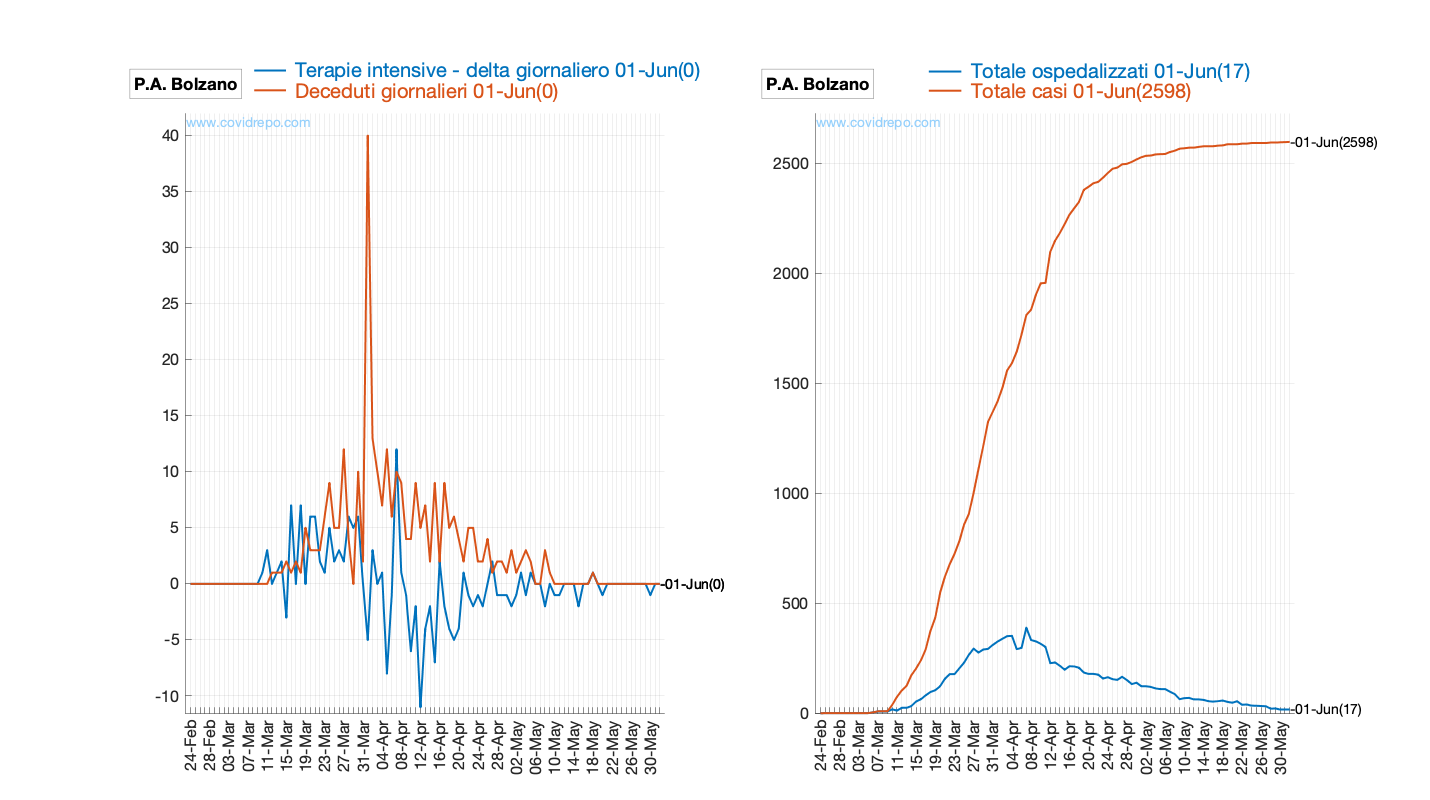 P.A. Bolzano
Terapie intensive - delta giornaliero 01-Jun(0)
Deceduti giornalieri 01-Jun(0)
www.covidrepo.com
40
35
30
25
20
15
10
5
0
-5
-10
-01-Jun(0)
24-Feb
28-Feb
03-Mar
07-Mar
11-Mar
15-Mar
19-Mar
23-Mar
27-Mar
31-Mar
04-Apr
08-Apr
12-Apr
16-Apr
20-Apr
24-Apr
28-Apr
02-May
06-May
10-May
14-May
18-May
22-May
26-May
30-May
P.A. Bolzano
Totale ospedalizzati 01-Jun(17)
Totale casi 01-Jun(2598)
www.covidrepo.com
-01-Jun(2598)
2500
2000
1500
1000
500
0
-01-Jun(17)
24-Feb
28-Feb
03-Mar
07-Mar
11-Mar
15-Mar
19-Mar
23-Mar
27-Mar
31-Mar
04-Apr
08-Apr
12-Apr
16-Apr
20-Apr
24-Apr
28-Apr
02-May
06-May
10-May
14-May
18-May
22-May
26-May
30-May